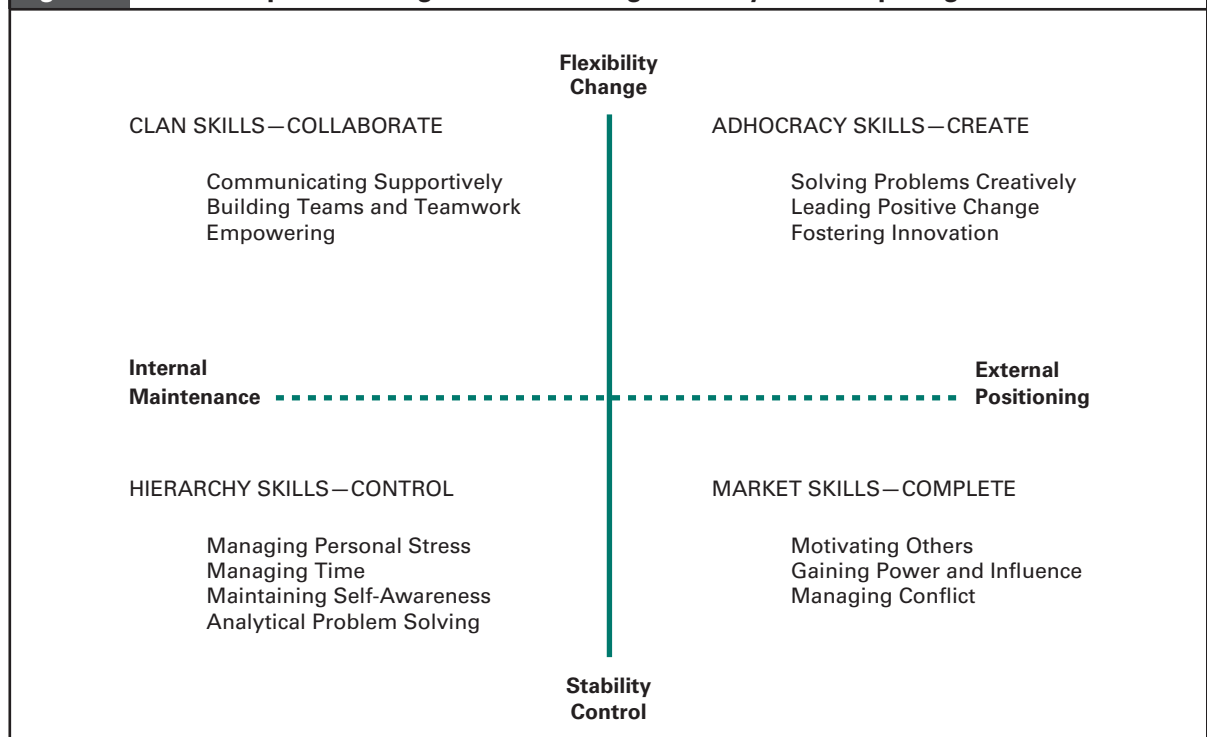 Flexibility
Change
CLAN SKILLS—COLLABORATE
Communicating Supportively
Building Teams and Teamwork
Empowering
ADHOCRACY SKILLS—CREATE
Solving Problems Creatively
Leading Positive Change
Fostering Innovation
Internal
Maintenance
External
Positioning
HIERARCHY SKILLS—CONTROL
Managing Personal Stress
Managing Time
Maintaining Self-Awareness
Analytical Problem Solving
MARKET SKILLS—COMPLETE
Motivating Others
Gaining Power and Influence
Managing Conflict
Stability
Control